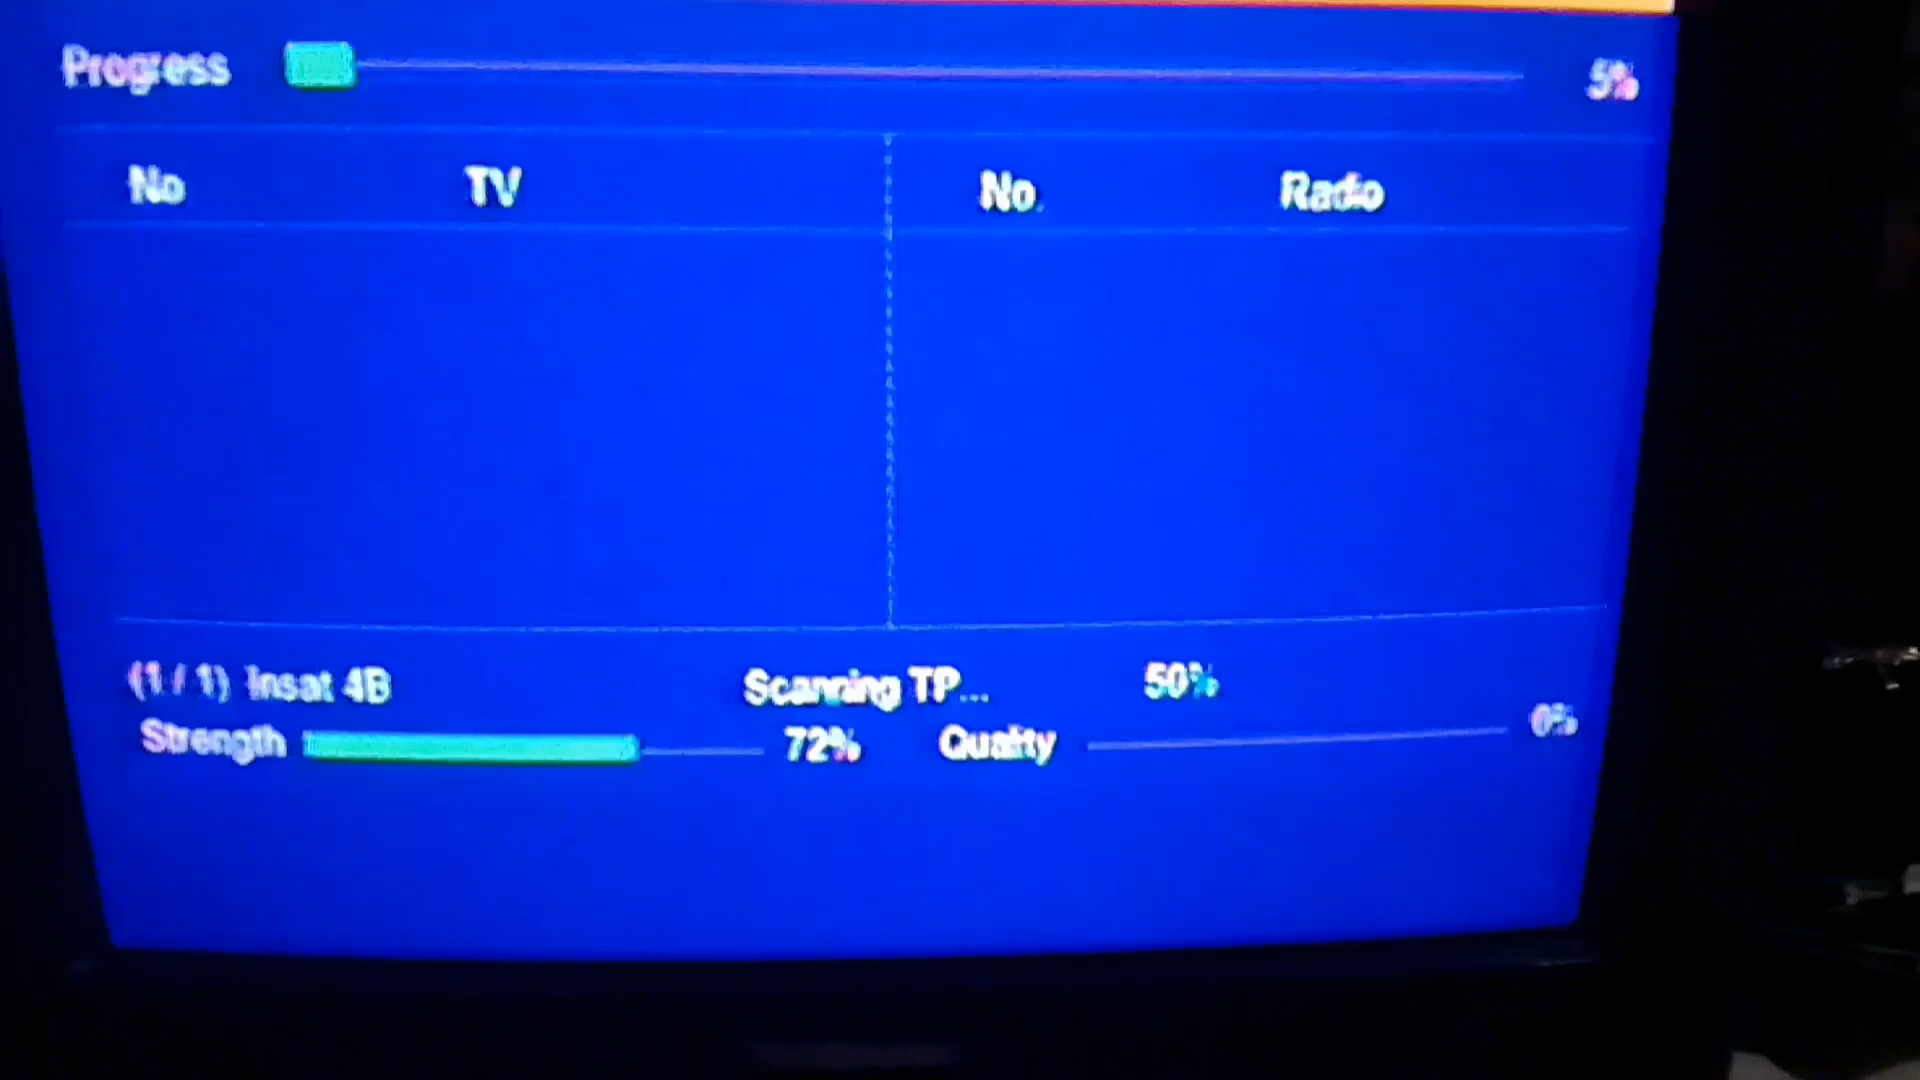 Progress 5%
No TV No. Radio
(1 / 1) Insat 4B Scanning TP... 50%
Strength 72% Quality 0%